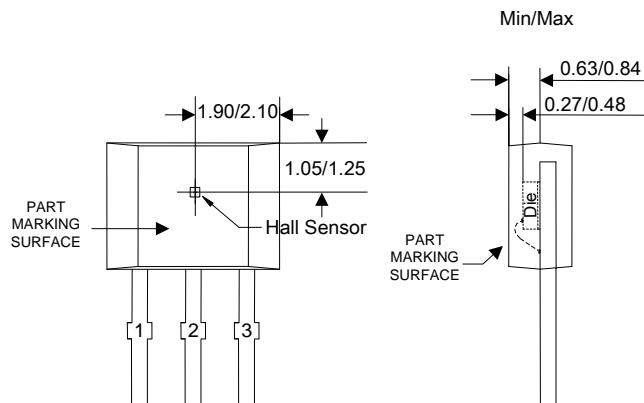 Min/Max
0.63/0.84
0.27/0.48
1.90/2.10
1.05/1.25
PART
MARKING
SURFACE
Hall Sensor
Die
PART
MARKING
SURFACE
1
2
3